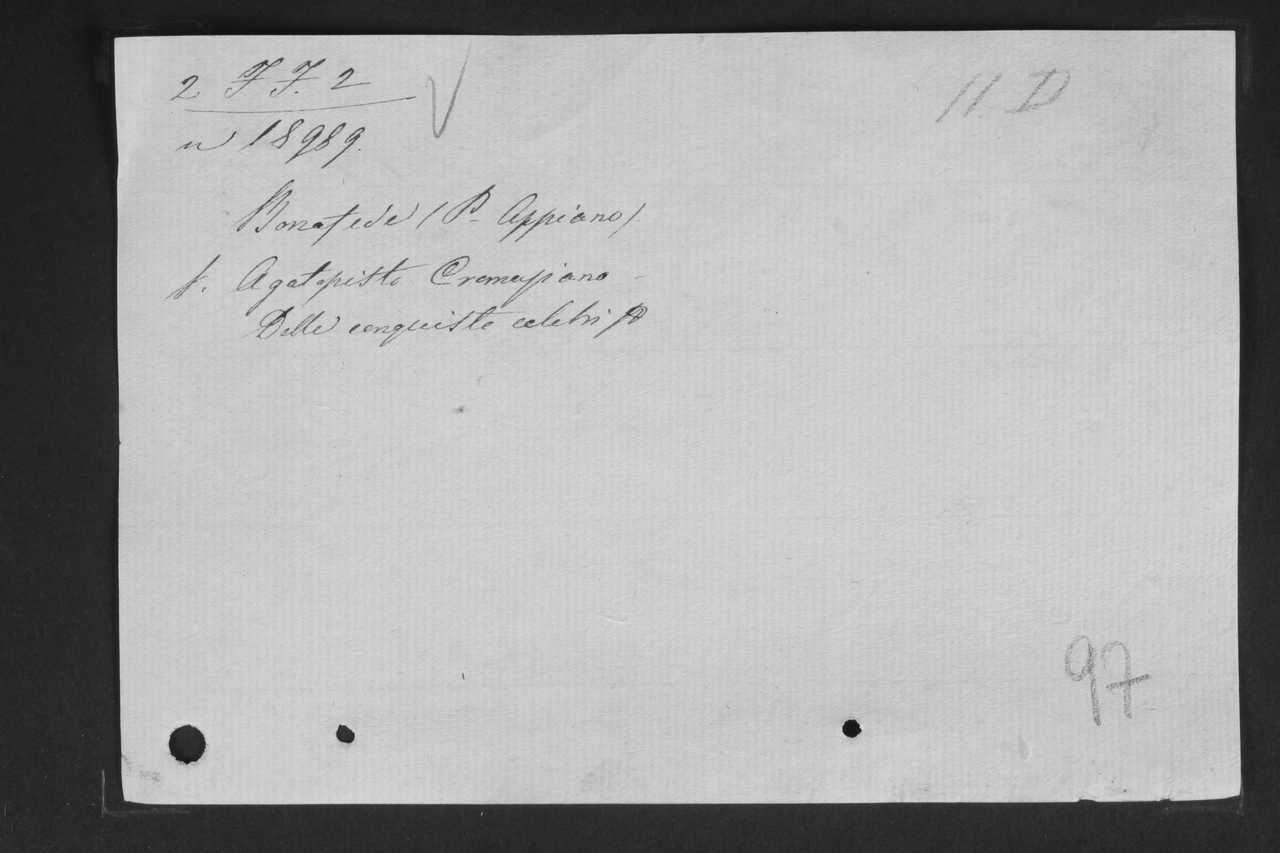 2 F F. 2
11 D
n 18989.
Bonafede (P. Appiano)
f. Agatopisto Cromaziano
Delle conquiste celebri
97